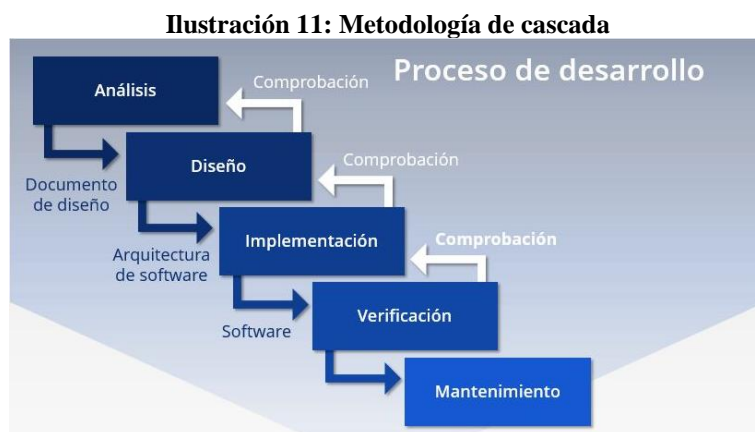 Ilustración 11: Metodología de cascada
Proceso de desarrollo
Análisis
Comprobación
Documento
de diseño
Diseño
Comprobación
Arquitectura
de software
Implementación
Comprobación
Software
Verificación
Mantenimiento